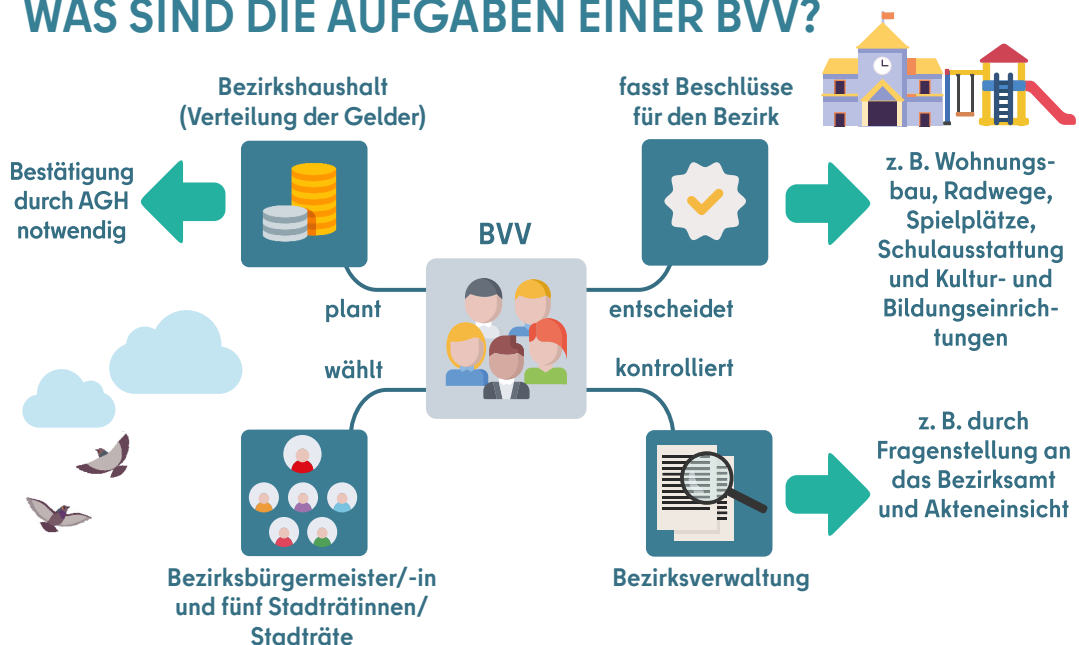 WAS SIND DIE AUFGABEN EINER BVV?
Bezirkshaushalt
(Verteilung der Gelder)
fasst Beschlüsse
für den Bezirk
Bestätigung
durch AGH
notwendig
z. B. Wohnungs-
bau, Radwege,
Spielplätze,
Schulausstattung
und Kultur- und
Bildungseinrich-
tungen
BVV
plant
entscheidet
wählt
kontrolliert
z. B. durch
Fragenstellung an
das Bezirksamt
und Akteneinsicht
Bezirksbürgermeister/-in
und fünf Stadträtinnen/
Stadträte
Bezirksverwaltung